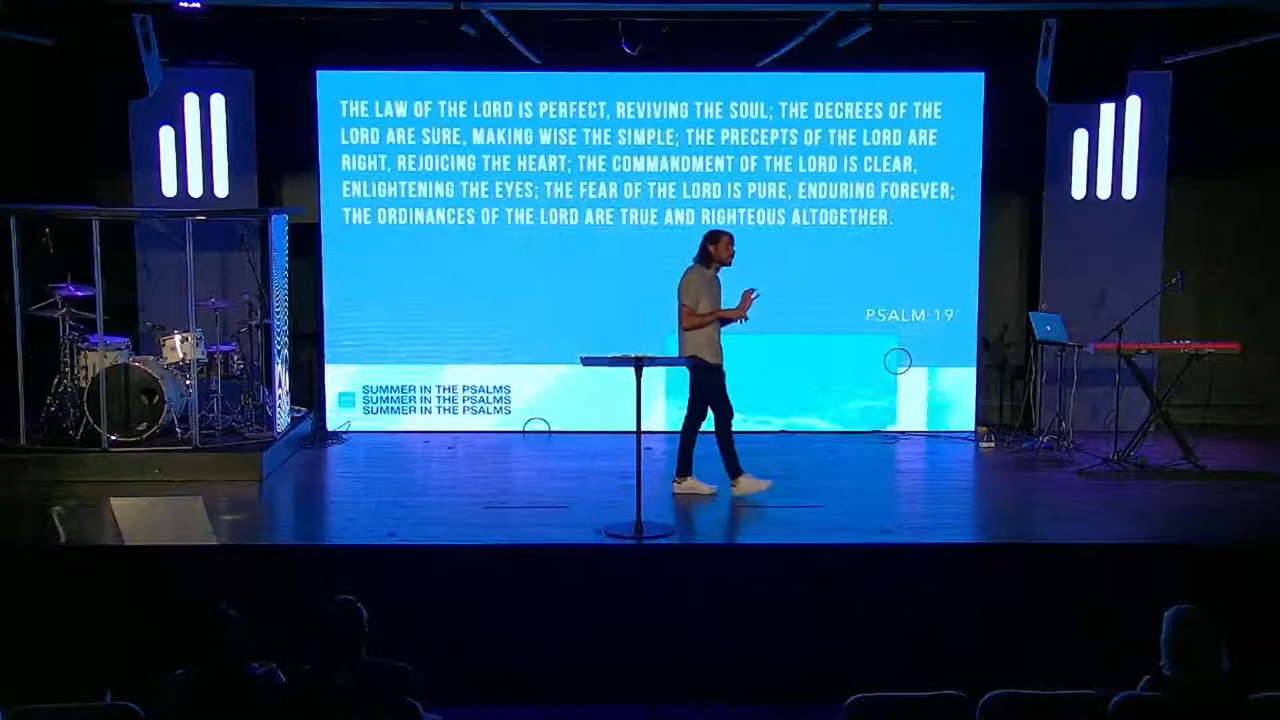 THE LAW OF THE LORD IS PERFECT, REVIVING THE SOUL; THE DECREES OF THE
LORD ARE SURE, MAKING WISE THE SIMPLE; THE PRECEPTS OF THE LORD ARE
RIGHT, REJOICING THE HEART; THE COMMANDMENT OF THE LORD IS CLEAR,
ENLIGHTENING THE EYES; THE FEAR OF THE LORD IS PURE, ENDURING FOREVER;
THE ORDINANCES OF THE LORD ARE TRUE AND RIGHTEOUS ALTOGETHER.
PSALM 19
SUMMER IN THE PSALMS
SUMMER IN THE PSALMS
SUMMER IN THE PSALMS